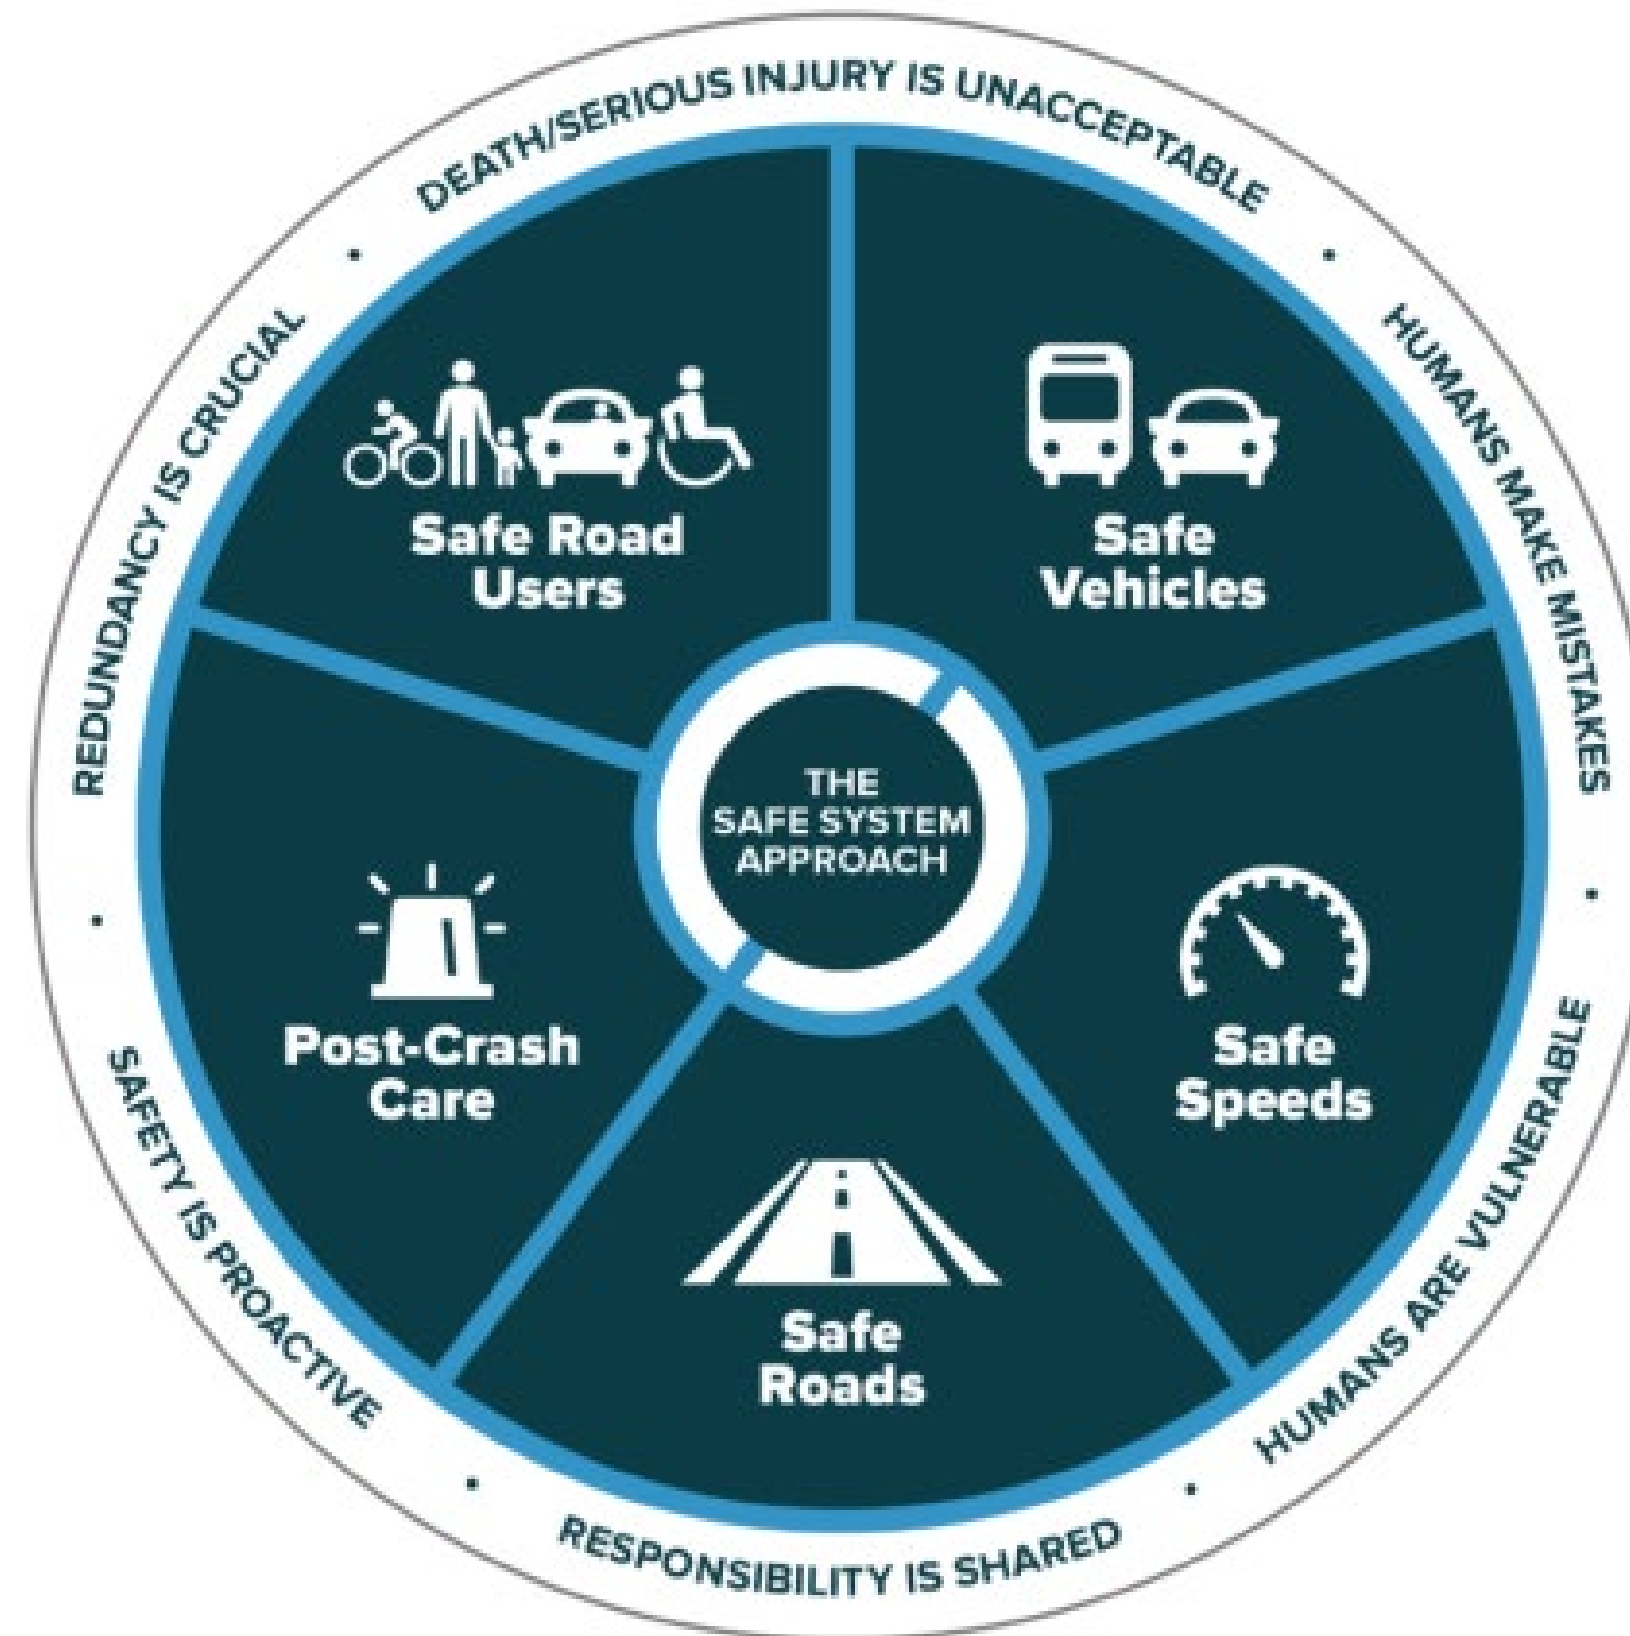 DEATH/SERIOUS INJURY IS UNACCEPTABLE
HUMANS MAKE MISTAKES
HUMANS ARE VULNERABLE
RESPONSIBILITY IS SHARED
SAFETY IS PROACTIVE
REDUNDANCY IS CRUCIAL
Safe Road
Users
Safe
Vehicles
THE
SAFE SYSTEM
APPROACH
Post-Crash
Care
Safe
Speeds
Safe
Roads